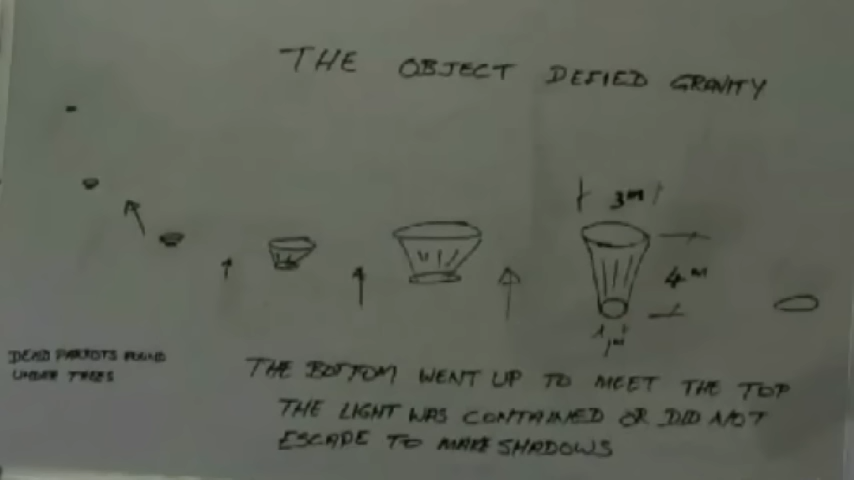 THE OBJECT DEFIED GRAVITY
3m
4m
1m
DEAD PARROTS FOUND
UNDER TREES
THE BOTTOM WENT UP TO MEET THE TOP
THE LIGHT WAS CONTAINED OR DID NOT
ESCAPE TO MAKE SHADOWS